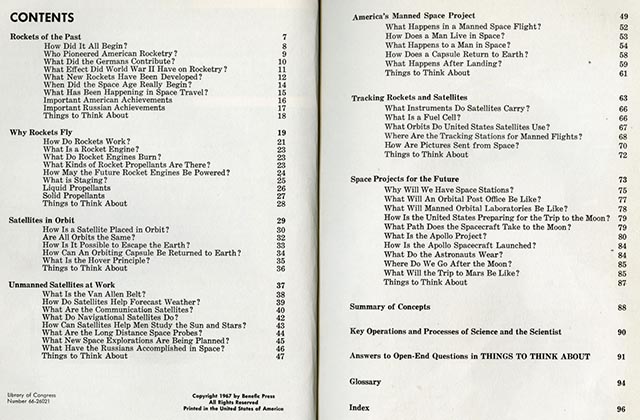 CONTENTS
Rockets of the Past 7
How Did It All Begin? 8
Who Pioneered American Rocketry? 9
What Did the Germans Contribute? 10
What Effect Did World War II Have on Rocketry? 11
What New Rockets Have Been Developed? 12
When Did the Space Age Really Begin? 14
What Has Been Happening in Space Travel? 15
Important American Achievements 16
Important Russian Achievements 17
Things to Think About 18
Why Rockets Fly 19
How Do Rockets Work? 21
What Is a Rocket Engine? 23
What Do Rocket Engines Burn? 23
What Kinds of Rocket Propellants Are There? 23
How May the Future Rocket Engines Be Powered? 24
What is Staging? 25
Liquid Propellants 26
Solid Propellants 27
Things to Think About 28
Satellites in Orbit 29
How Is a Satellite Placed in Orbit? 30
Are All Orbits the Same? 32
How Is It Possible to Escape the Earth? 33
How Can An Orbiting Capsule Be Returned to Earth? 34
What Is the Hover Principle? 35
Things to Think About 36
Unmanned Satellites at Work 37
What Is the Van Allen Belt? 38
How Do Satellites Help Forecast Weather? 39
What Are the Communication Satellites? 40
What Do Navigational Satellites Do? 42
How Can Satellites Help Men Study the Sun and Stars? 43
What Are the Long Distance Space Probes? 44
What New Space Explorations Are Being Planned? 45
What Have the Russians Accomplished in Space? 46
Things to Think About 47
Library of Congress
Number 66-26021
Copyright 1967 by Benefic Press
All Rights Reserved
Printed in the United States of America
America's Manned Space Project 49
What Happens in a Manned Space Flight? 52
How Does a Man Live in Space? 53
What Happens to a Man in Space? 54
How Does a Capsule Return to Earth? 58
What Happens After Landing? 59
Things to Think About 61
Tracking Rockets and Satellites 63
What Instruments Do Satellites Carry? 66
What Is a Fuel Cell? 66
What Orbits Do United States Satellites Use? 67
Where Are the Tracking Stations for Manned Flights? 68
How Are Pictures Sent from Space? 70
Things to Think About 72
Space Projects for the Future 73
Why Will We Have Space Stations? 75
What Will An Orbital Post Office Be Like? 77
What Will Manned Orbital Laboratories Be Like? 78
How Is the United States Preparing for the Trip to the Moon? 79
What Path Does the Spacecraft Take to the Moon? 79
What Is the Apollo Project? 80
How Is the Apollo Spacecraft Launched? 84
What Do the Astronauts Wear? 84
Where Do We Go After the Moon? 85
What Will the Trip to Mars Be Like? 85
Things to Think About 87
Summary of Concepts 88
Key Operations and Processes of Science and the Scientist 90
Answers to Open-End Questions in THINGS TO THINK ABOUT 91
Glossary 94
Index 96